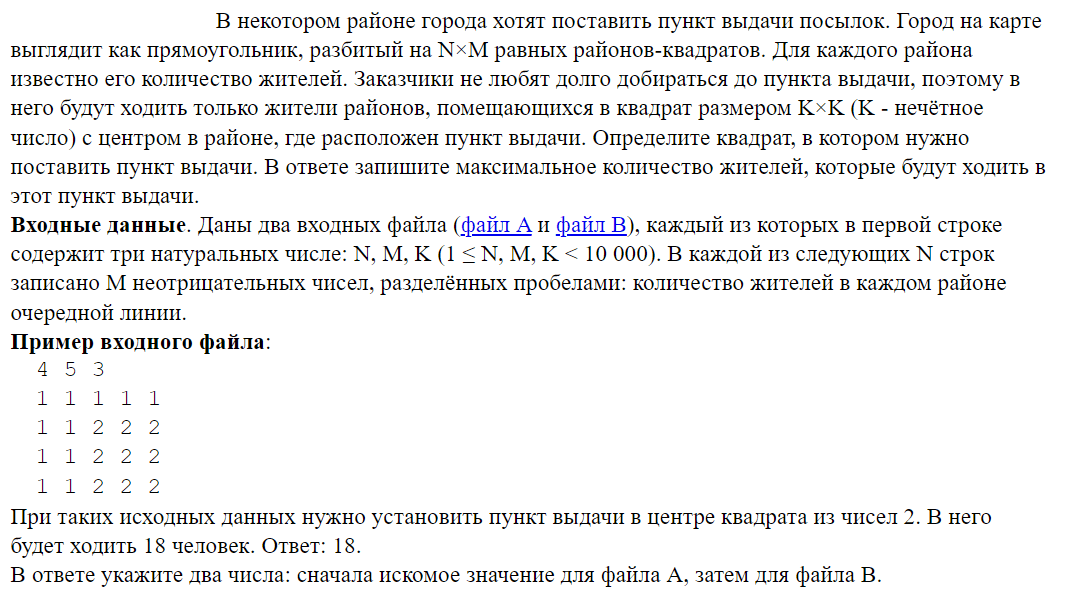 В некотором районе города хотят поставить пункт выдачи посылок. Город на карте
выглядит как прямоугольник, разбитый на N×M равных районов-квадратов. Для каждого района
известно его количество жителей. Заказчики не любят долго добираться до пункта выдачи, поэтому в
него будут ходить только жители районов, помещающихся в квадрат размером K×K (K - нечётное
число) с центром в районе, где расположен пункт выдачи. Определите квадрат, в котором нужно
поставить пункт выдачи. В ответе запишите максимальное количество жителей, которые будут ходить в
этот пункт выдачи.
Входные данные. Даны два входных файла (файл A и файл B), каждый из которых в первой строке
содержит три натуральных числе: N, M, K (1 ≤ N, M, K < 10 000). В каждой из следующих N строк
записано M неотрицательных чисел, разделённых пробелами: количество жителей в каждом районе
очередной линии.
Пример входного файла:
4 5 3
1 1 1 1 1
1 1 2 2 2
1 1 2 2 2
1 1 2 2 2
При таких исходных данных нужно установить пункт выдачи в центре квадрата из чисел 2. В него
будет ходить 18 человек. Ответ: 18.
В ответе укажите два числа: сначала искомое значение для файла А, затем для файла B.